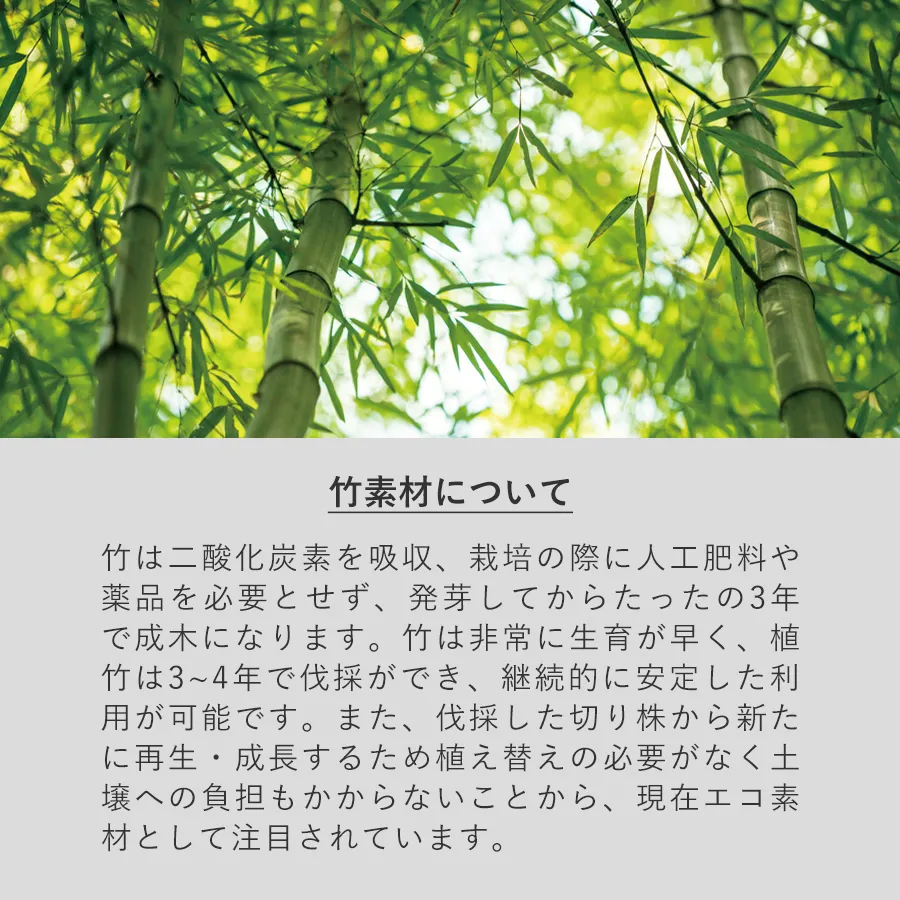 竹素材について
竹は二酸化炭素を吸収、栽培の際に人工肥料や
薬品を必要とせず、発芽してからたったの3年
で成木になります。竹は非常に生育が早く、植
竹は3~4年で伐採ができ、継続的に安定した利
用が可能です。また、伐採した切り株から新た
に再生・成長するため植え替えの必要がなく土
壌への負担もかからないことから、現在エコ素
材として注目されています。